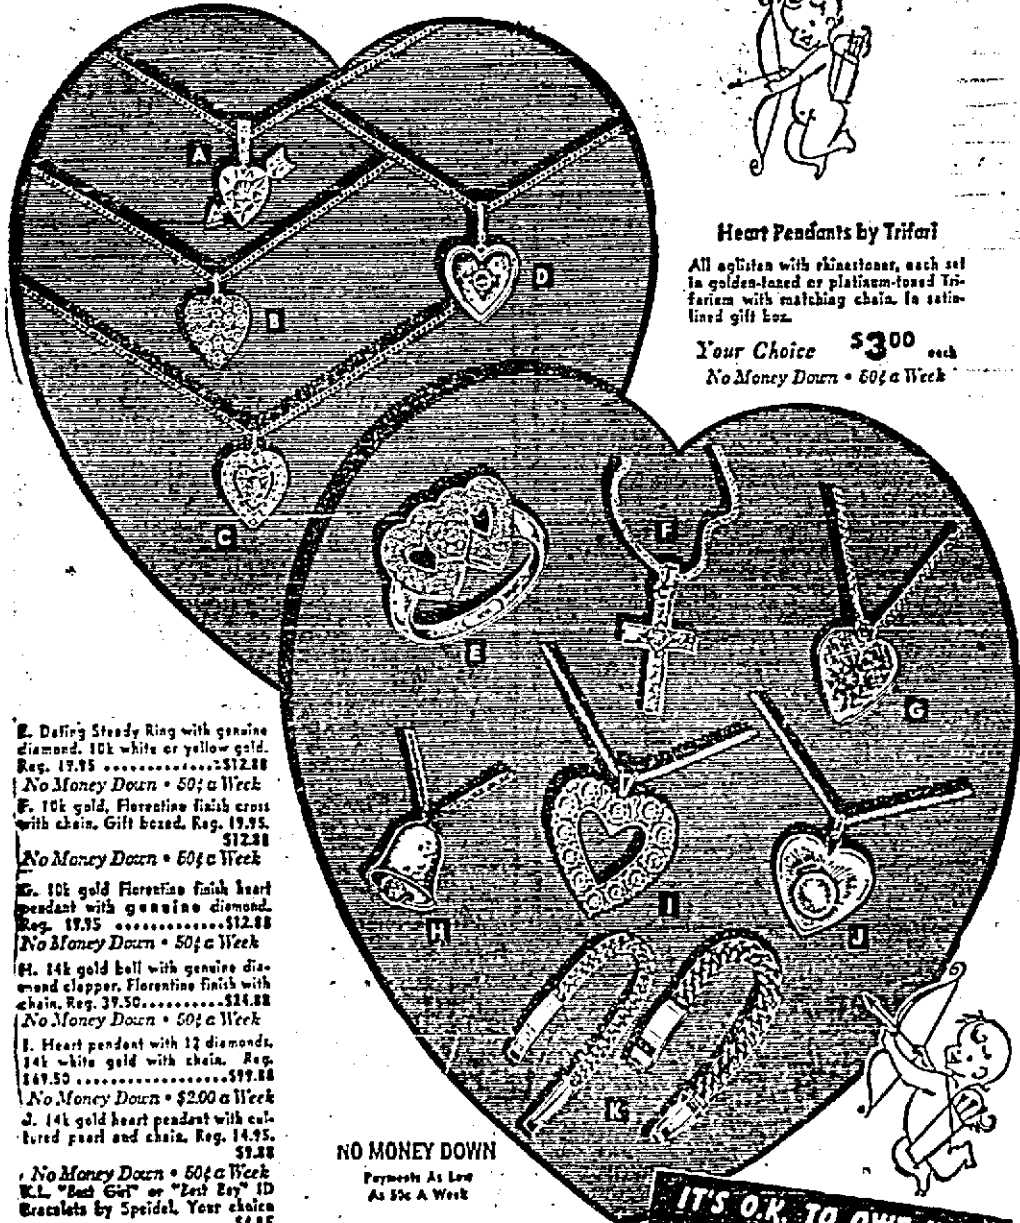 A
B
C
D
Heart Pendants by Trifari
All aglisten with rhinestones, each set
in golden-toned or platinum-toned Tri-
farium with matching chain. In satin-
lined gift box.
Your Choice $3.00 each
No Money Down • 50¢ a Week
E
F
G
H
I
J
K
E. Steady Ring with genuine
diamond. 10k white or yellow gold.
Reg. 19.95 .............. $12.88
No Money Down • 50¢ a Week
F. 10k gold, Florentine finish cross
with chain. Gift boxed. Reg. 19.95.
$12.88
No Money Down • 50¢ a Week
G. 10k gold Florentine finish heart
pendant with genuine diamond.
Reg. 19.95 .............. $12.88
No Money Down • 50¢ a Week
H. 14k gold bell with genuine dia-
mond clapper. Florentine finish with
chain. Reg. 39.50..........$24.88
No Money Down • 50¢ a Week
I. Heart pendant with 12 diamonds,
14k white gold with chain. Reg.
No Money Down • $2.00 a Week
J. 14k gold heart pendant with cul-
tured pearl and chain. Reg. 14.95.
$9.88
No Money Down • 50¢ a Week
K.L. "Best Girl" or "Best Boy" ID
Bracelets by Speidel. Your choice
NO MONEY DOWN
Payments As Low
As 50c A Week
IT'S O.K. TO OWE